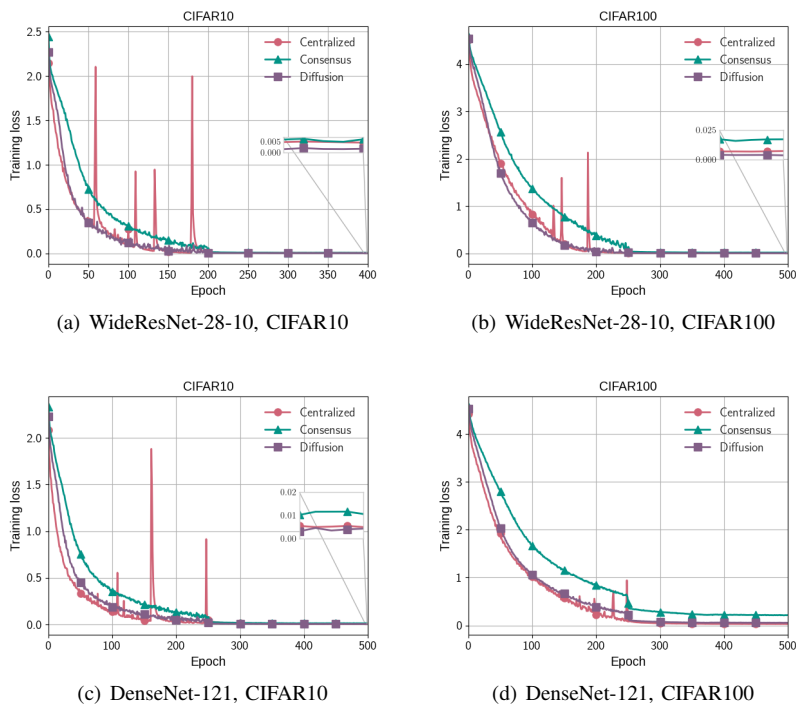 CIFAR10
Training loss
2.5
2.0
1.5
1.0
0.5
0.0
Centralized
Consensus
Diffusion
0.005
0.000
0 50 100 150 200 250 300 350 400
Epoch
(a) WideResNet-28-10, CIFAR10
CIFAR100
Training loss
4
3
2
1
0
Centralized
Consensus
Diffusion
0.025
0.000
0 100 200 300 400 500
Epoch
(b) WideResNet-28-10, CIFAR100
CIFAR10
Training loss
2.0
1.5
1.0
0.5
0.0
Centralized
Consensus
Diffusion
0.02
0.01
0.00
0 100 200 300 400 500
Epoch
(c) DenseNet-121, CIFAR10
CIFAR100
Training loss
4
3
2
1
0
Centralized
Consensus
Diffusion
0 100 200 300 400 500
Epoch
(d) DenseNet-121, CIFAR100